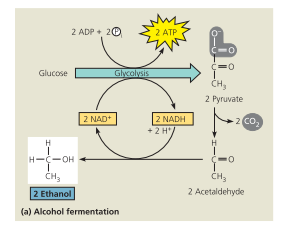 2 ADP + 2 Pi
2 ATP
O⁻
C = O
Glucose
Glycolysis
C = O
CH₃
2 Pyruvate
2 NAD⁺
2 NADH
+ 2 H⁺
2 CO₂
H
H — C — OH
CH₃
H
C = O
CH₃
2 Ethanol
2 Acetaldehyde
(a) Alcohol fermentation